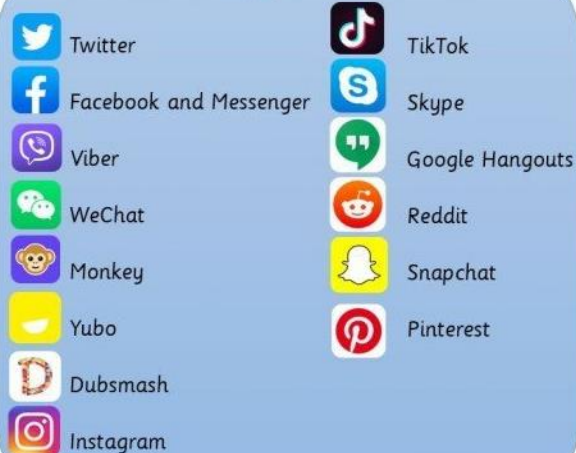 Twitter
Facebook and Messenger
Viber
WeChat
Monkey
Yubo
Dubsmash
Instagram
TikTok
Skype
Google Hangouts
Reddit
Snapchat
Pinterest